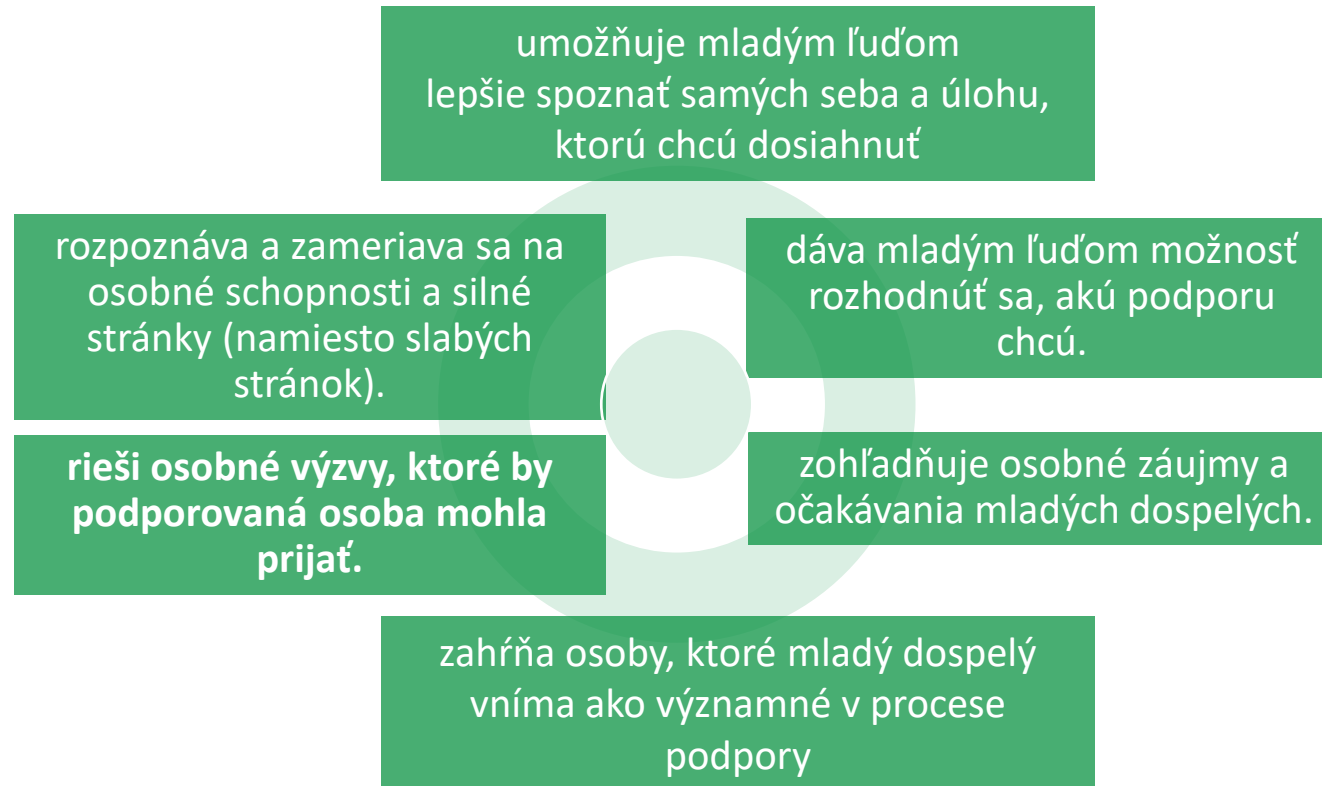 umožňuje mladým ľuďom
lepšie spoznať samých seba a úlohu,
ktorú chcú dosiahnuť
rozpoznáva a zameriava sa na
osobné schopnosti a silné
stránky (namiesto slabých
stránok).
dáva mladým ľuďom možnosť
rozhodnúť sa, akú podporu
chcú.
rieši osobné výzvy, ktoré by
podporovaná osoba mohla
prijať.
zohľadňuje osobné záujmy a
očakávania mladých dospelých.
zahŕňa osoby, ktoré mladý dospelý
vníma ako významné v procese
podpory